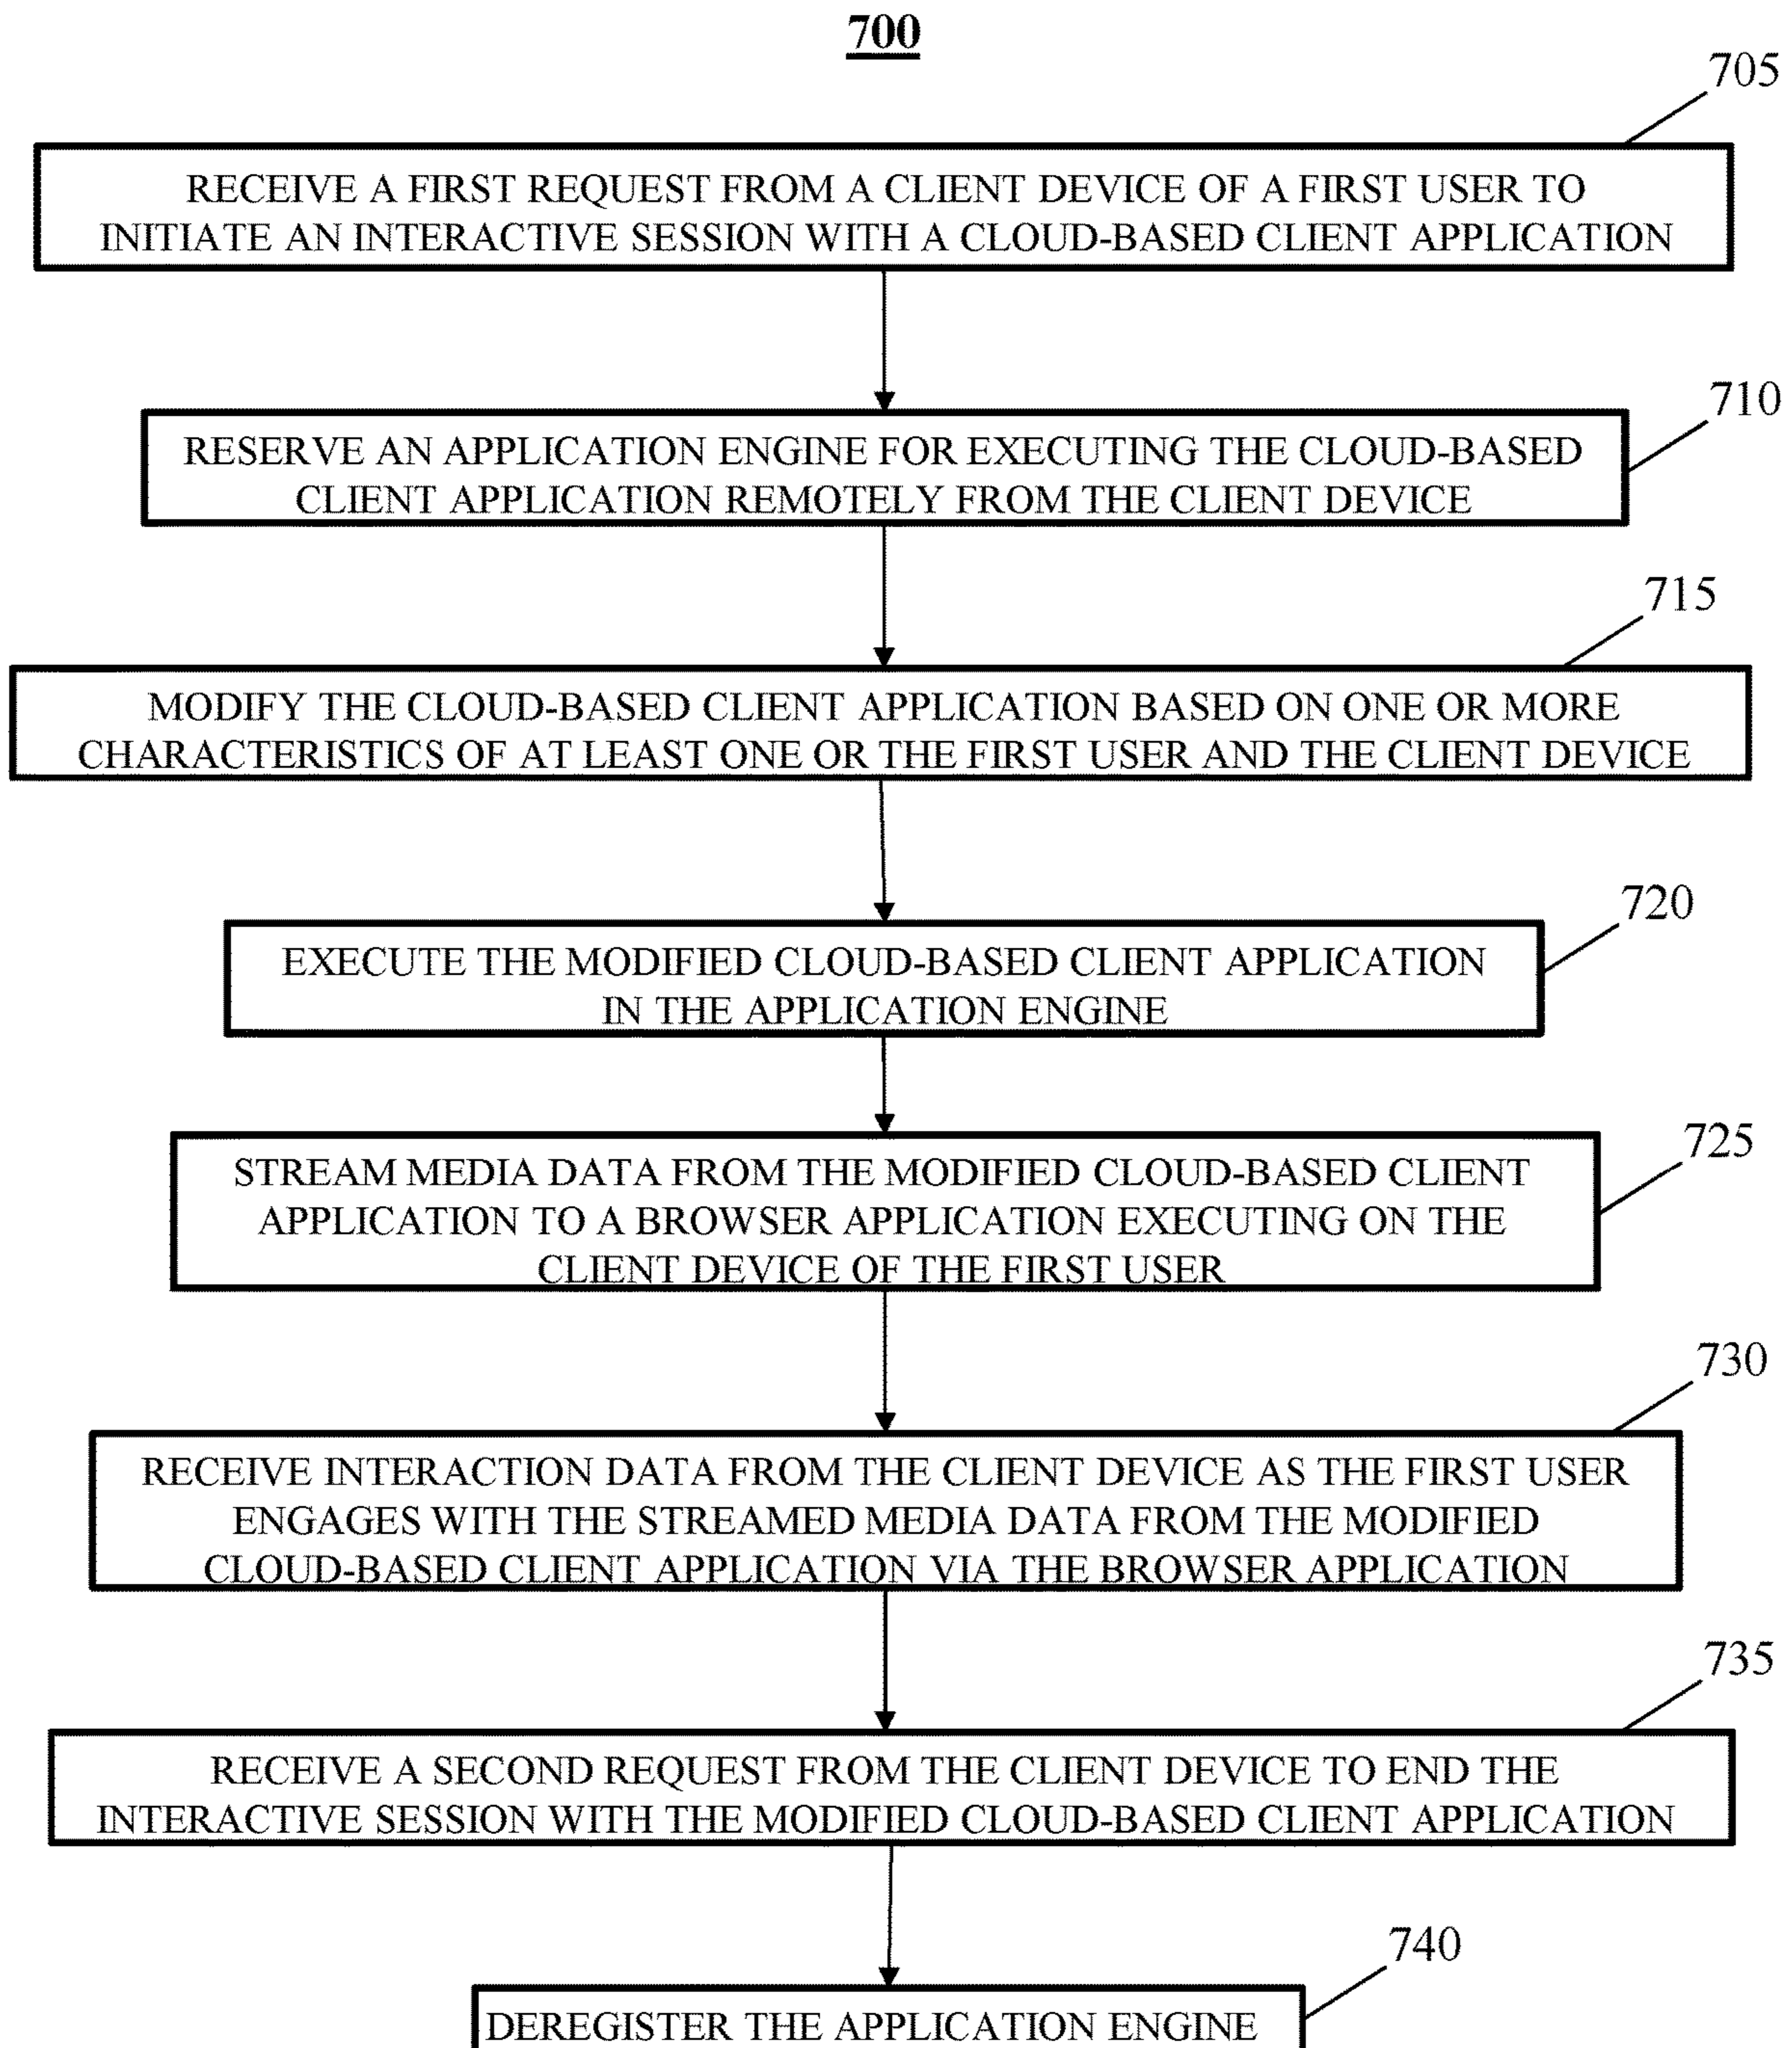 700
705
RECEIVE A FIRST REQUEST FROM A CLIENT DEVICE OF A FIRST USER TO
INITIATE AN INTERACTIVE SESSION WITH A CLOUD-BASED CLIENT APPLICATION
710
RESERVE AN APPLICATION ENGINE FOR EXECUTING THE CLOUD-BASED
CLIENT APPLICATION REMOTELY FROM THE CLIENT DEVICE
715
MODIFY THE CLOUD-BASED CLIENT APPLICATION BASED ON ONE OR MORE
CHARACTERISTICS OF AT LEAST ONE OR THE FIRST USER AND THE CLIENT DEVICE
720
EXECUTE THE MODIFIED CLOUD-BASED CLIENT APPLICATION
IN THE APPLICATION ENGINE
725
STREAM MEDIA DATA FROM THE MODIFIED CLOUD-BASED CLIENT
APPLICATION TO A BROWSER APPLICATION EXECUTING ON THE
CLIENT DEVICE OF THE FIRST USER
730
RECEIVE INTERACTION DATA FROM THE CLIENT DEVICE AS THE FIRST USER
ENGAGES WITH THE STREAMED MEDIA DATA FROM THE MODIFIED
CLOUD-BASED CLIENT APPLICATION VIA THE BROWSER APPLICATION
735
RECEIVE A SECOND REQUEST FROM THE CLIENT DEVICE TO END THE
INTERACTIVE SESSION WITH THE MODIFIED CLOUD-BASED CLIENT APPLICATION
740
DEREGISTER THE APPLICATION ENGINE